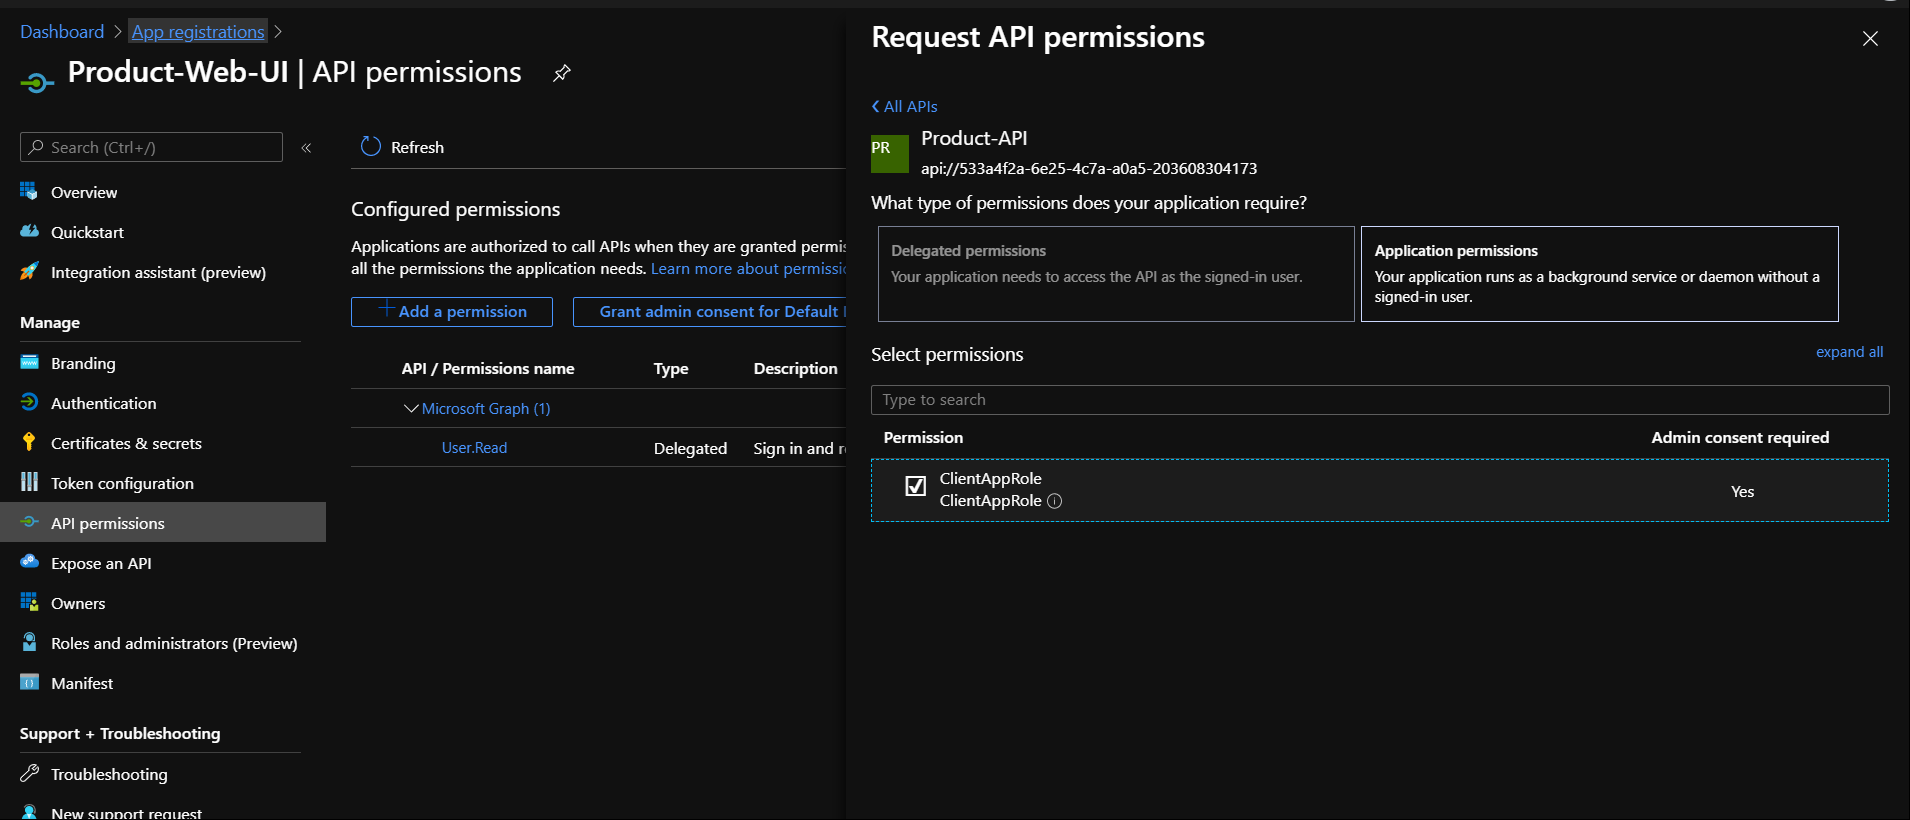 Dashboard > App registrations >
Product-Web-UI | API permissions
Search (Ctrl+/)
«
Overview
Quickstart
Integration assistant (preview)
Manage
Branding
Authentication
Certificates & secrets
Token configuration
API permissions
Expose an API
Owners
Roles and administrators (Preview)
Manifest
Support + Troubleshooting
Troubleshooting
New support request
Refresh
Configured permissions
Applications are authorized to call APIs when they are granted permis
all the permissions the application needs. Learn more about permissio
Add a permission
Grant admin consent for Default
API / Permissions name Type Description
Microsoft Graph (1)
User.Read Delegated Sign in and r
Request API permissions
All APIs
PR
Product-API
api://533a4f2a-6e25-4c7a-a0a5-203608304173
What type of permissions does your application require?
Delegated permissions
Your application needs to access the API as the signed-in user.
Application permissions
Your application runs as a background service or daemon without a
signed-in user.
Select permissions
expand all
Type to search
Permission Admin consent required
ClientAppRole
ClientAppRole
Yes